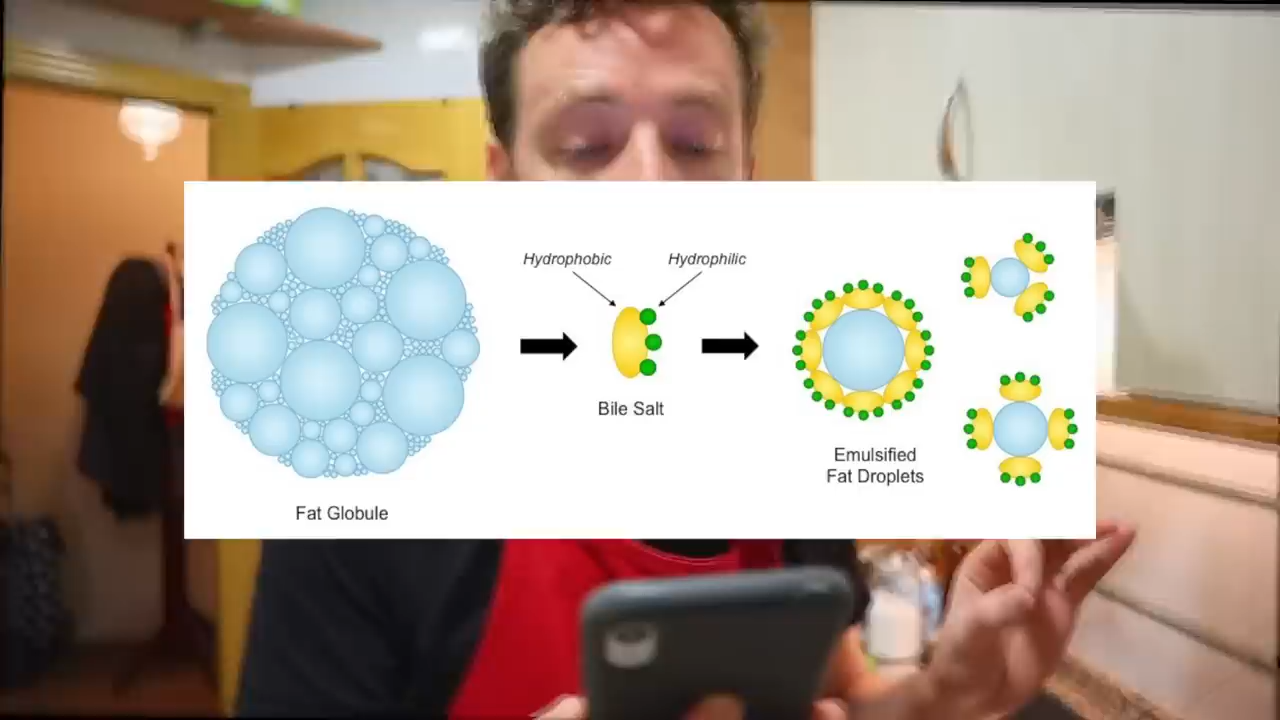 Hydrophobic
Hydrophilic
Bile Salt
Emulsified
Fat Droplets
Fat Globule